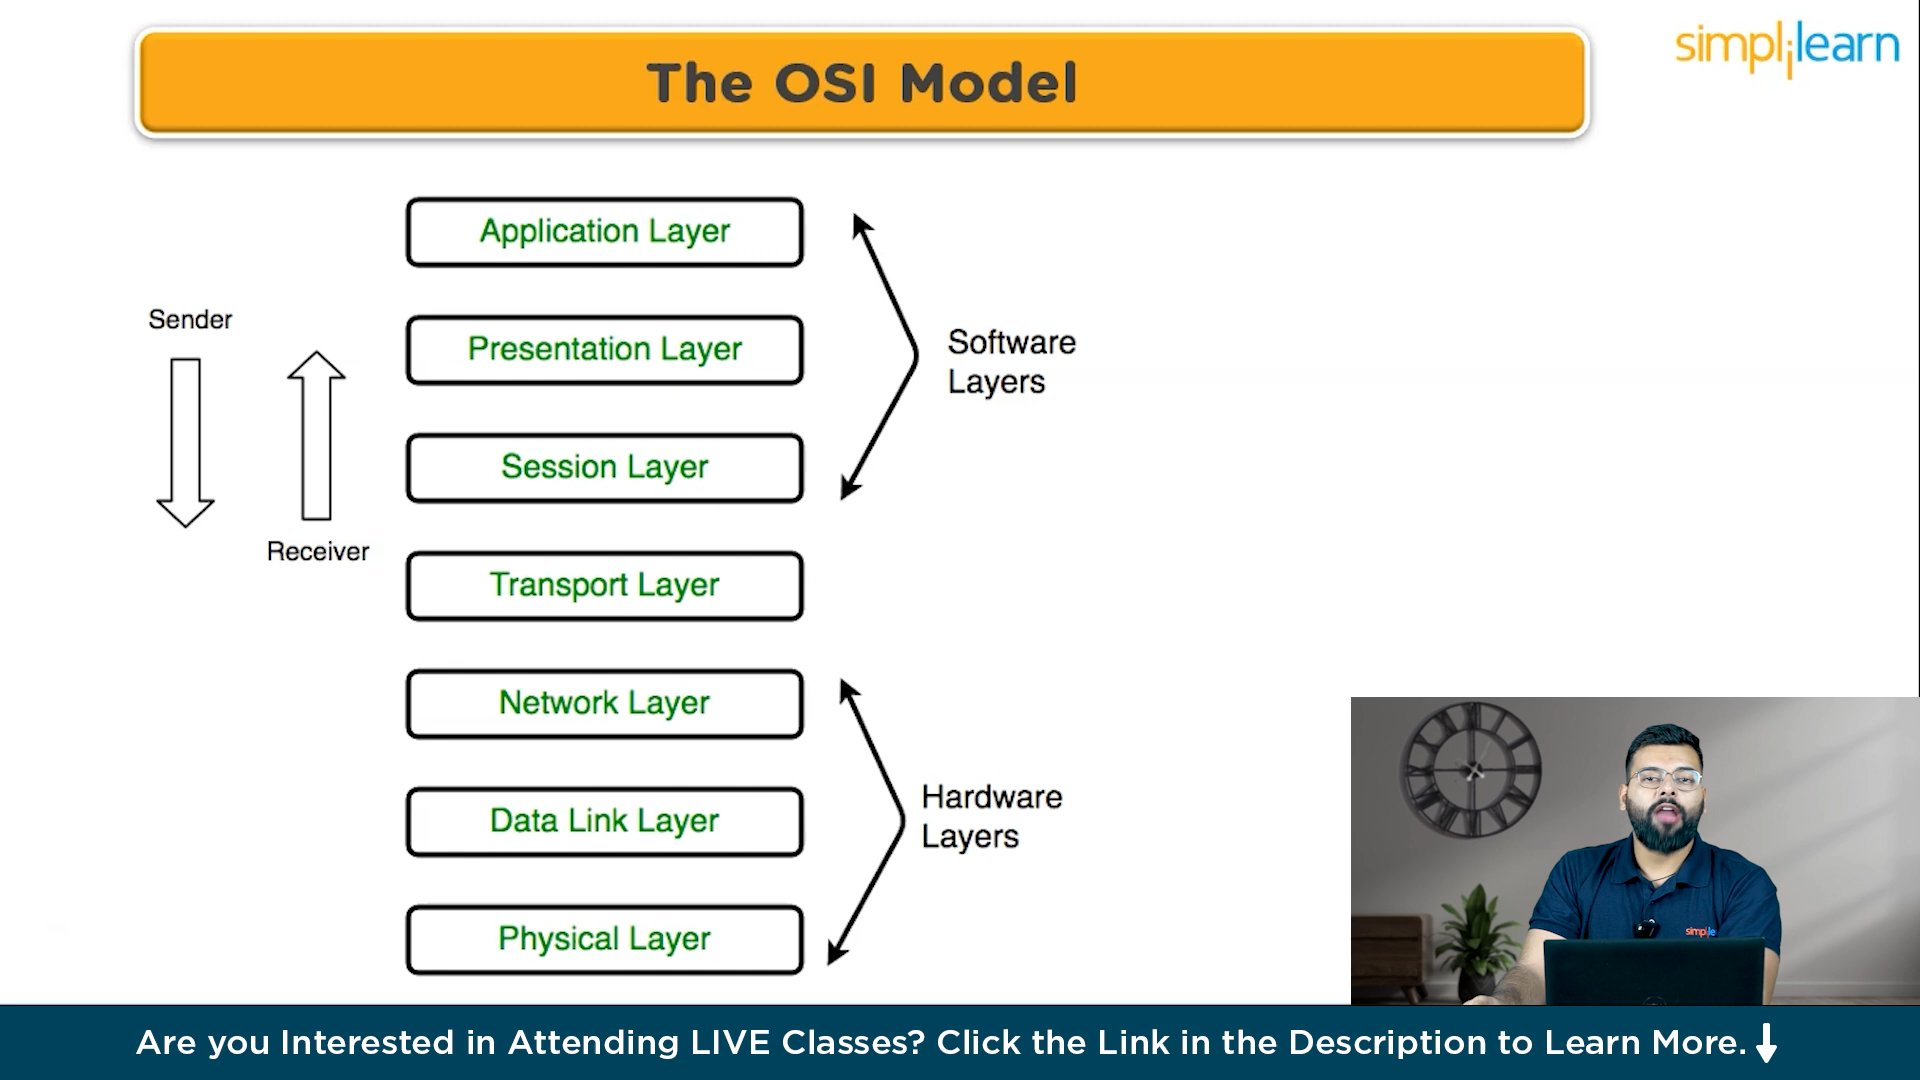 The OSI Model
simplilearn
Application Layer
Sender
Presentation Layer
Software
Layers
Session Layer
Receiver
Transport Layer
Network Layer
Hardware
Layers
Data Link Layer
Physical Layer
simplile
Are you Interested in Attending LIVE Classes? Click the Link in the Description to Learn More.